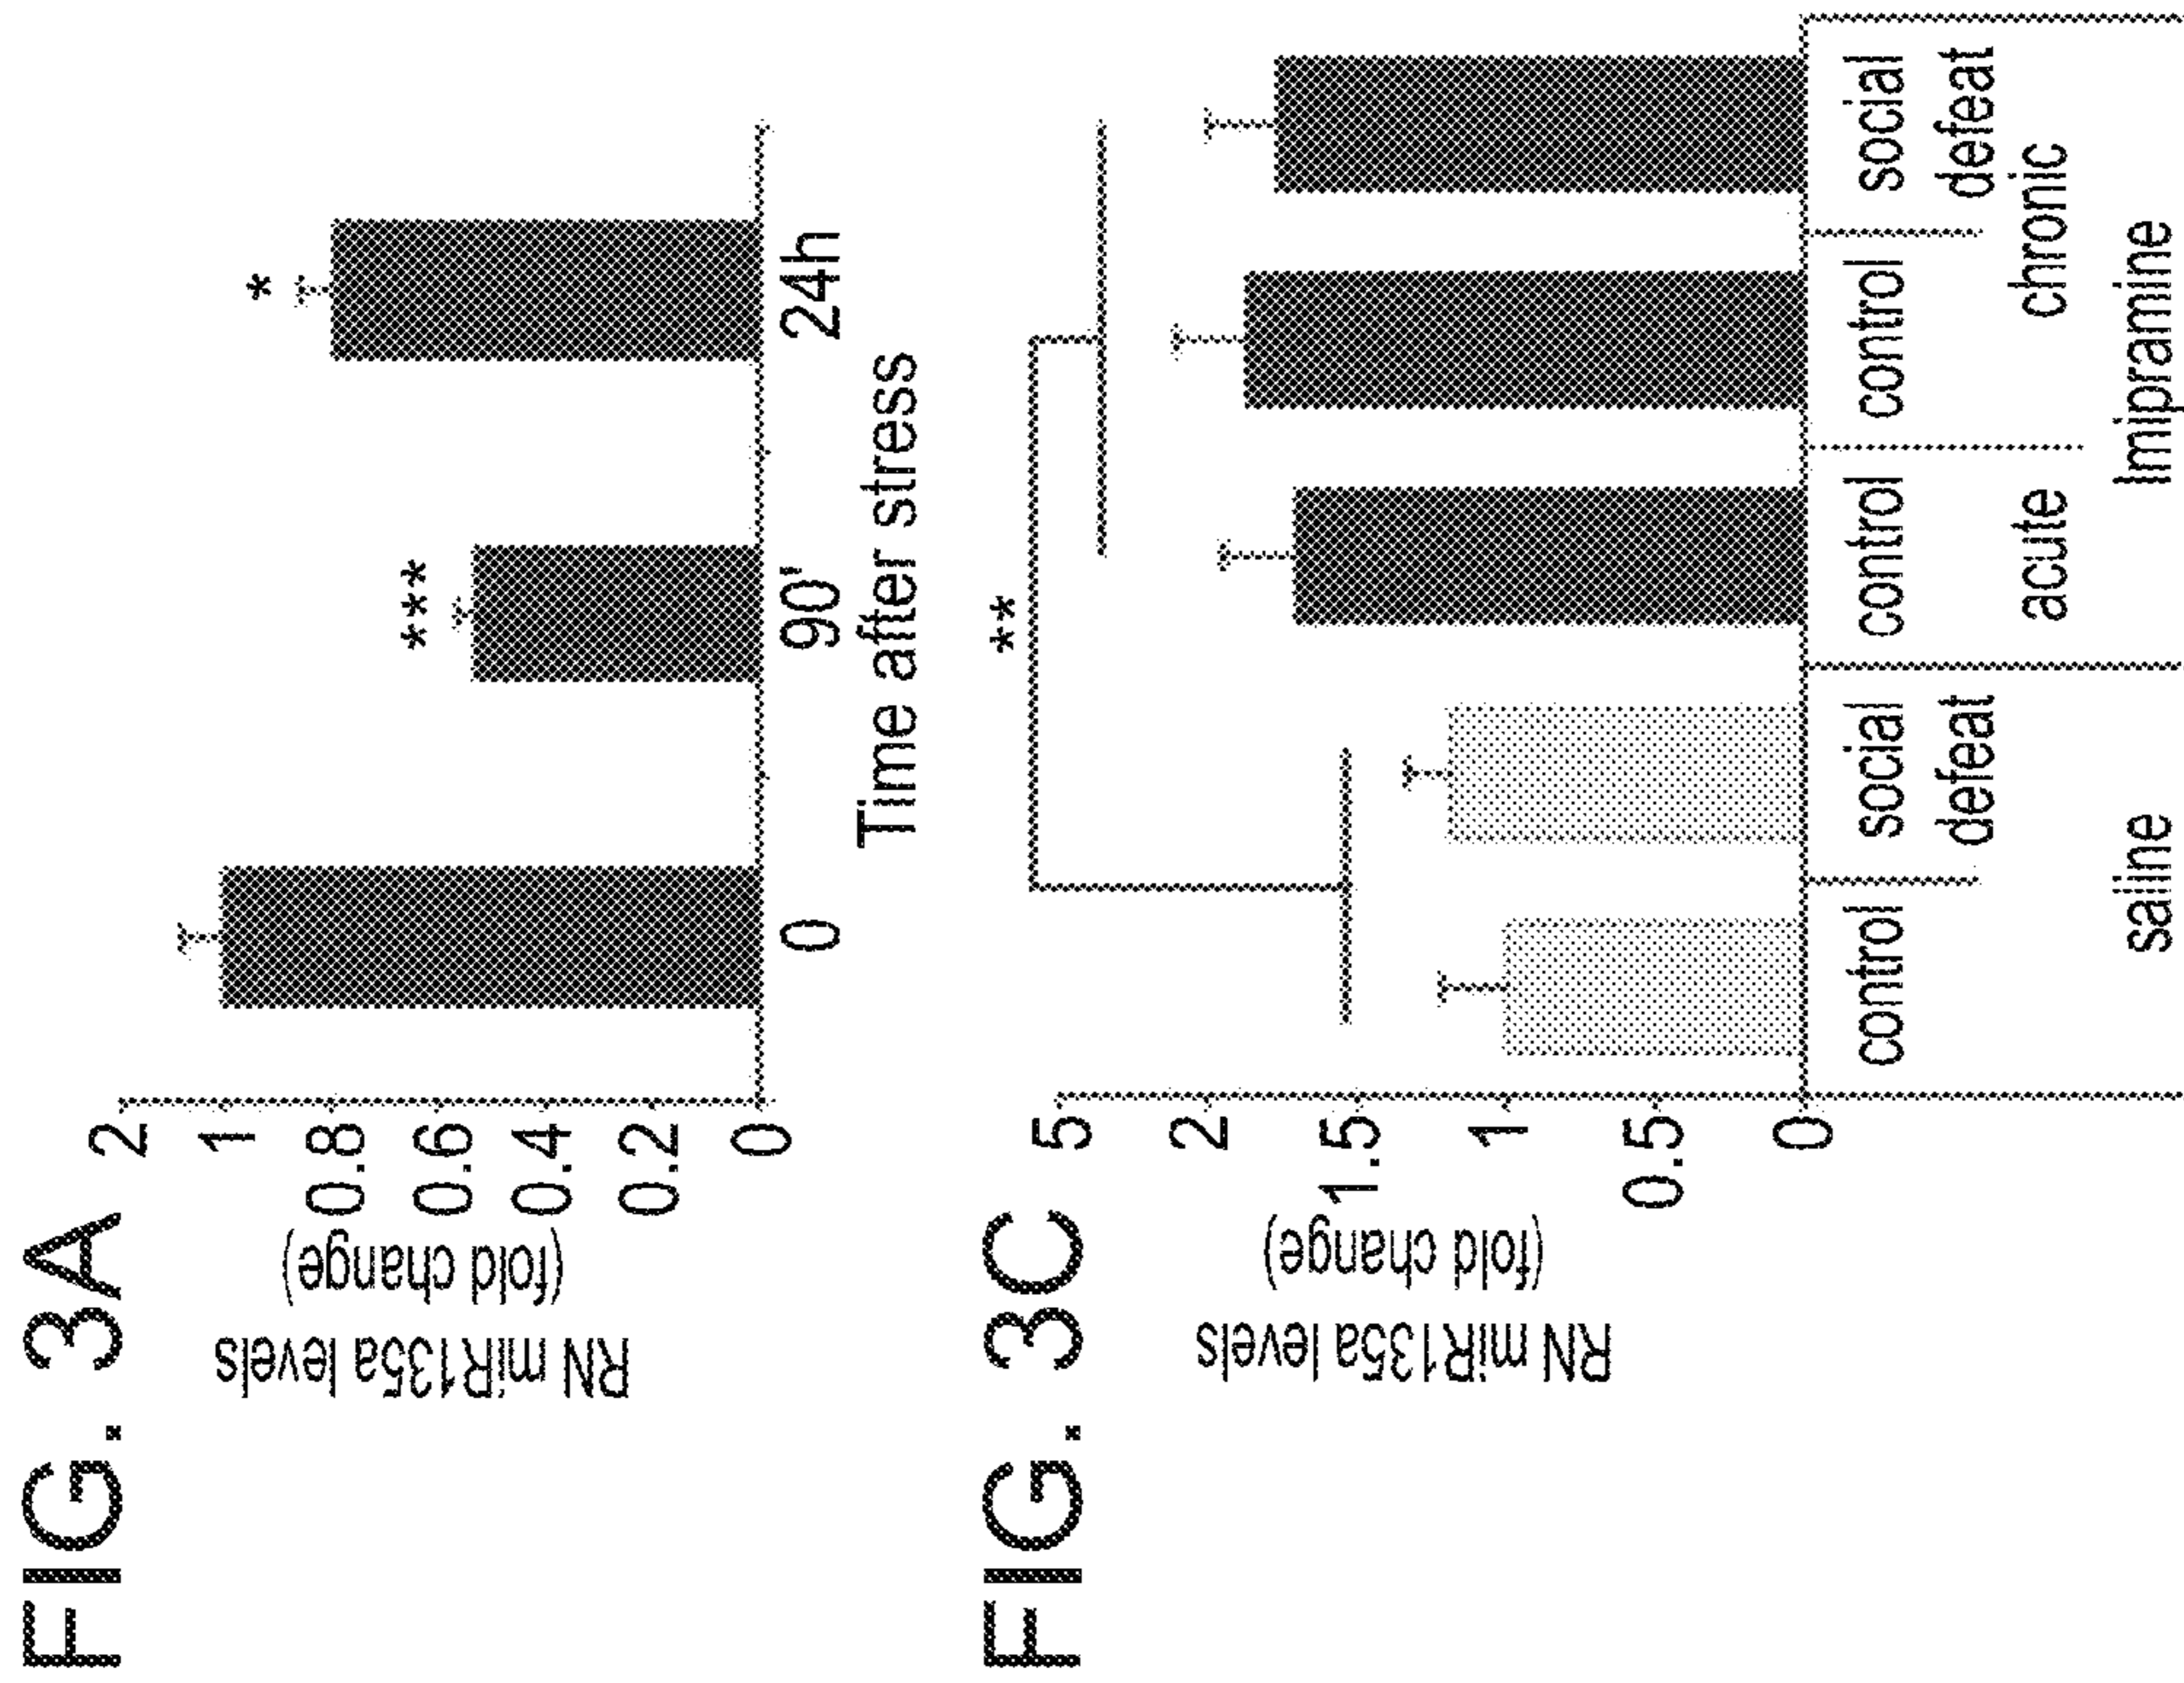 FIG. 3A
RN miR135a levels
(fold change)
2
1
0.8
0.6
0.4
0.2
0
***
*
0 90' 24h
Time after stress
FIG. 3C
RN miR135a levels
(fold change)
5
2
1.5
1
0.5
0
**
control social defeat control control social defeat
acute chronic
saline Imipramine